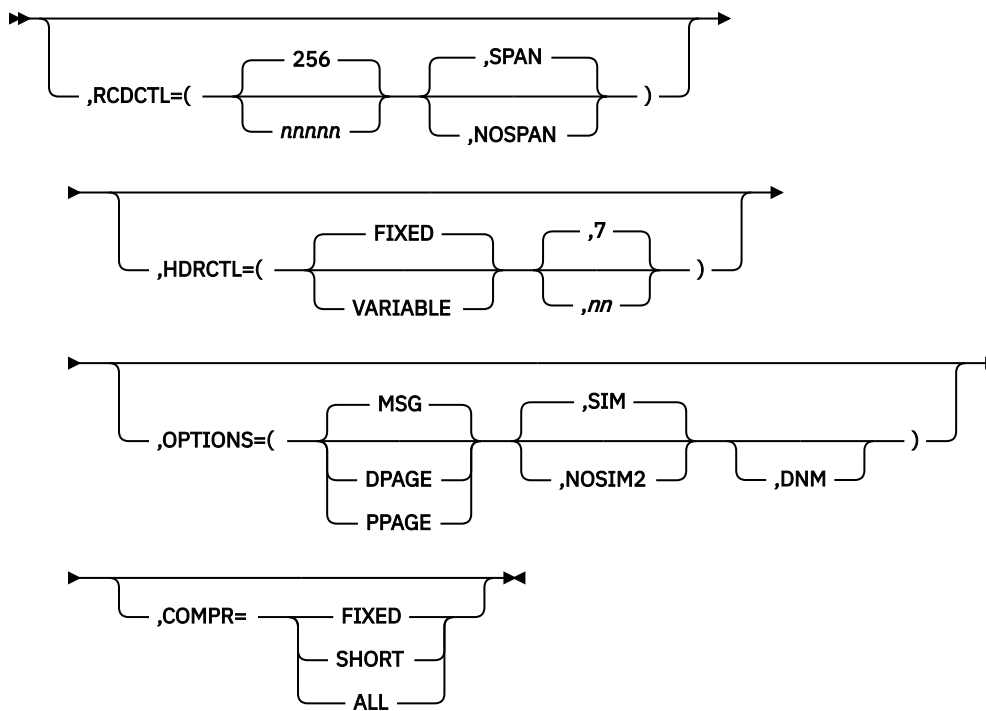 256 ,SPAN
,RCDCTL=( )
nnnnn ,NOSPAN
FIXED ,7
,HDRCTL=( )
VARIABLE ,nn
MSG ,SIM
,OPTIONS=( )
DPAGE ,NOSIM2 ,DNM
PPAGE
,COMPR= FIXED
SHORT
ALL